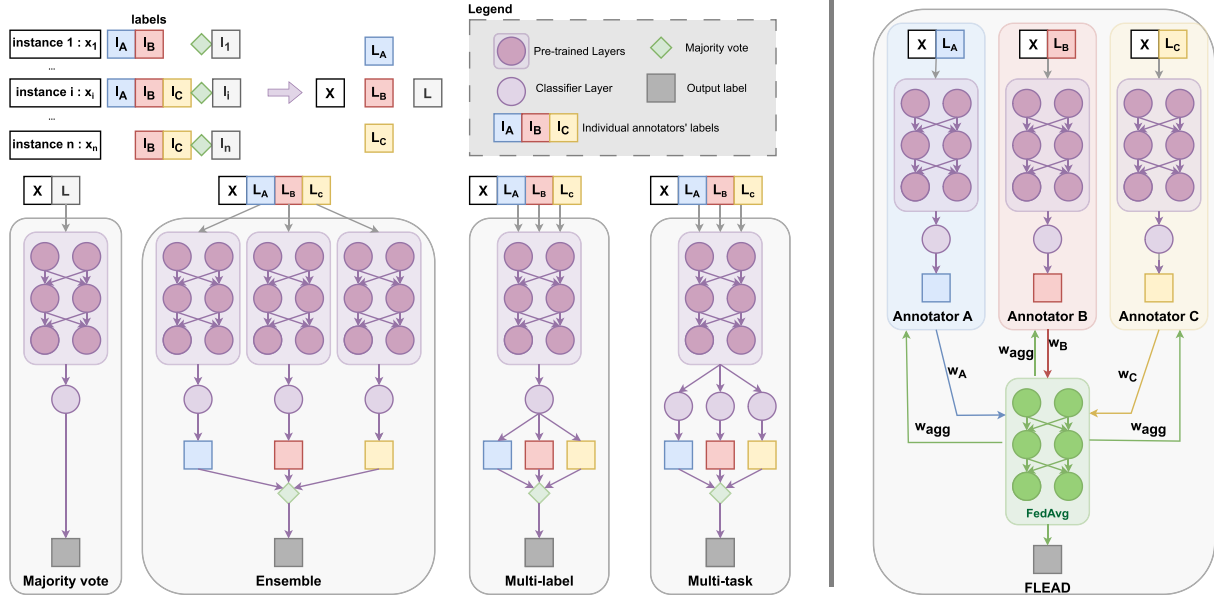 labels
instance 1 : x1 lA lB l1
...
instance i : xi lA lB lC li
...
instance n : xn lB lC ln
X LA LB LC L
Legend
Pre-trained Layers Majority vote
Classifier Layer Output label
lA lB lC Individual annotators' labels
X L
X LA LB Lc
X LA LB Lc
X LA LB Lc
Majority vote
Ensemble
Multi-label
Multi-task
X LA
X LB
X LC
Annotator A
Annotator B
Annotator C
wagg wB
wA
wC
wagg
wagg
FedAvg
FLEAD